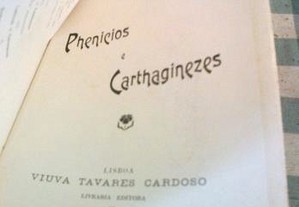 Phenicios
e
Carthaginezes
LISBOA
VIUVA TAVARES CARDOSO
LIVRARIA EDITORA